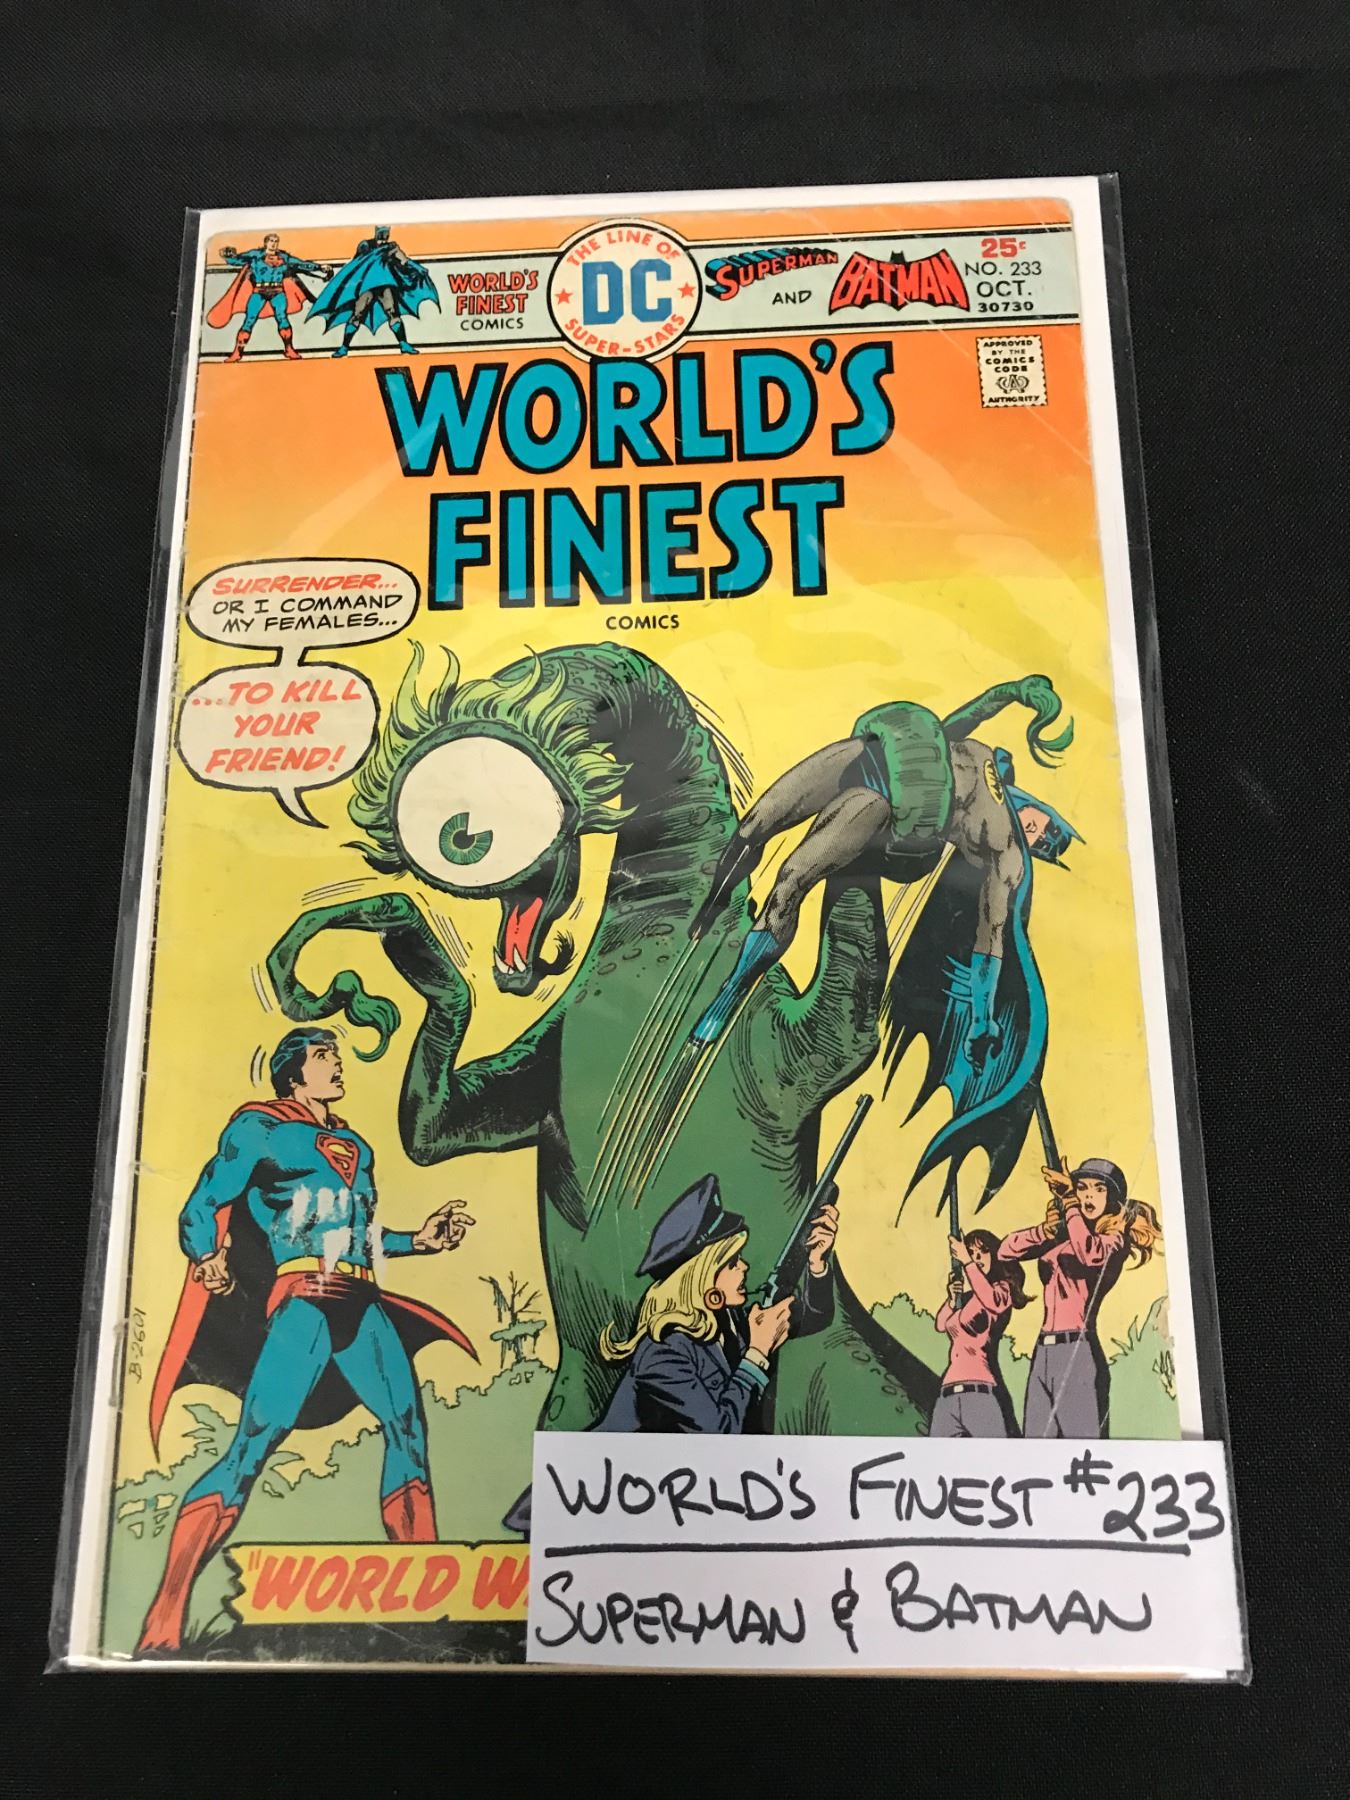 WORLD'S
FINEST
COMICS
THE LINE OF
DC
SUPER-STARS
SUPERMAN
AND
BATMAN
25¢
NO. 233
OCT.
30730
APPROVED
BY THE
COMICS
CODE
CA
AUTHORITY
WORLD'S
FINEST
COMICS
SURRENDER...
OR I COMMAND
MY FEMALES...
...TO KILL
YOUR
FRIEND!
B-2601
"WORLD W
WORLD'S FINEST #233
SUPERMAN & BATMAN